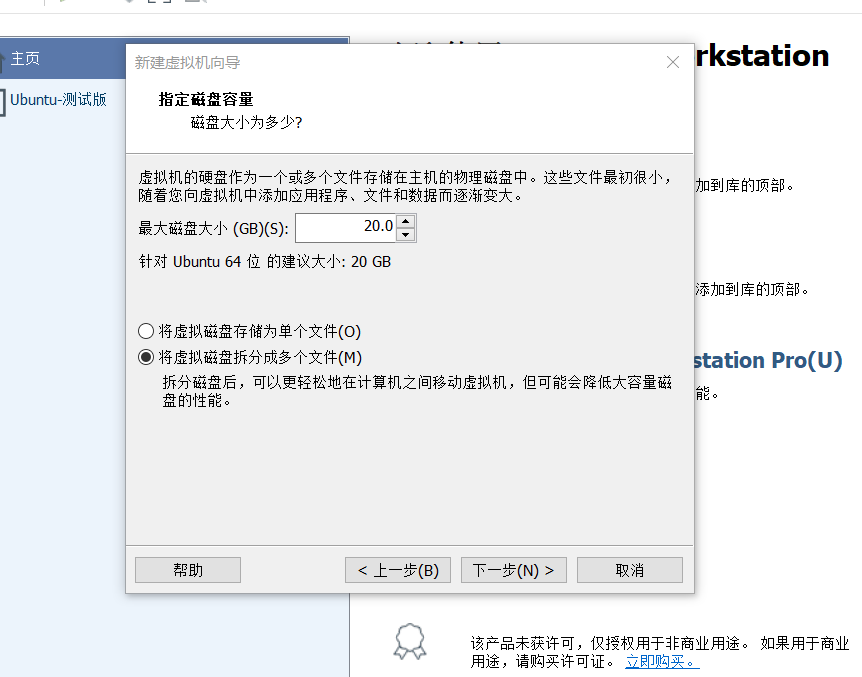 主页
Ubuntu-测试版
rkstation
新建虚拟机向导
指定磁盘容量
磁盘大小为多少?
虚拟机的硬盘作为一个或多个文件存储在主机的物理磁盘中。这些文件最初很小，
随着您向虚拟机中添加应用程序、文件和数据而逐渐变大。
加到库的顶部。
最大磁盘大小 (GB)(S):
20.0
针对 Ubuntu 64 位 的建议大小: 20 GB
添加到库的顶部。
将虚拟磁盘存储为单个文件(O)
将虚拟磁盘拆分成多个文件(M)
station Pro(U)
拆分磁盘后，可以更轻松地在计算机之间移动虚拟机，但可能会降低大容量磁
盘的性能。
能。
帮助
< 上一步(B)
下一步(N) >
取消
该产品未获许可，仅授权用于非商业用途。 如果用于商业
用途，请购买许可证。 立即购买。